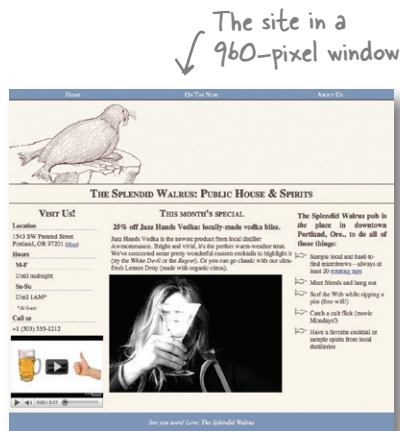 The site in a
960-pixel window
Home
On Tap Now
About Us
The Splendid Walrus: Public House & Spirits
Visit Us!
Location
1543 SW Pretend Street
Portland, OR 97201 (Map)
Hours
M-F
Until midnight
Sa-Su
Until 1AM*
*At least
Call us
+1 (503) 555-1212
This month's special
25% off Jazz Hands Vodka: locally-made vodka bliss.
Jazz Hands Vodka is the newest product from local distiller
Awesomesauce. Bright and vivid, it's the perfect warm-weather treat.
We've concocted some pretty wonderful custom cocktails to highlight it
(try the White Devil or the Regine). Or you can go classic with our ultra-
fresh Lemon Drop (made with organic citrus).
The Splendid Walrus pub is
the place in downtown
Portland, Ore., to do all of
these things:
Sample local and hard-to-
find microbrews – always at
least 20 rotating taps
Meet friends and hang out
Surf the Web while sipping a
pint (free wifi!)
Catch a cult flick (movie
Mondays!)
Have a favorite cocktail or
sample spirits from local
distilleries
See you soon! Love, The Splendid Walrus